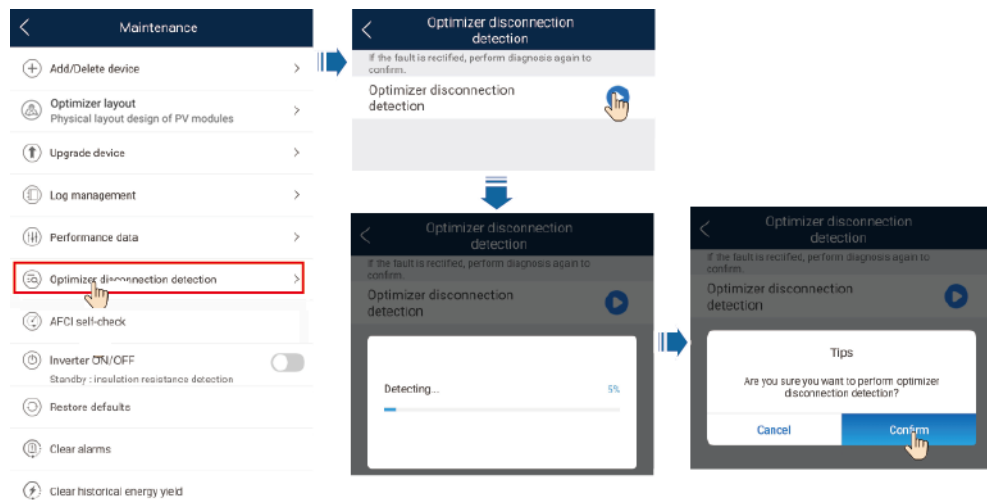 Maintenance
Add/Delete device
Optimizer layout
Physical layout design of PV modules
Upgrade device
Log management
Performance data
Optimizer disconnection detection
AFCI self-check
Inverter ON/OFF
Standby : insulation resistance detection
Restore defaults
Clear alarms
Clear historical energy yield
Optimizer disconnection
detection
If the fault is rectified, perform diagnosis again to
confirm.
Optimizer disconnection
detection
Optimizer disconnection
detection
If the fault is rectified, perform diagnosis again to
confirm.
Optimizer disconnection
detection
Detecting...
5%
Optimizer disconnection
detection
If the fault is rectified, perform diagnosis again to
confirm.
Optimizer disconnection
detection
Tips
Are you sure you want to perform optimizer
disconnection detection?
Cancel
Confirm